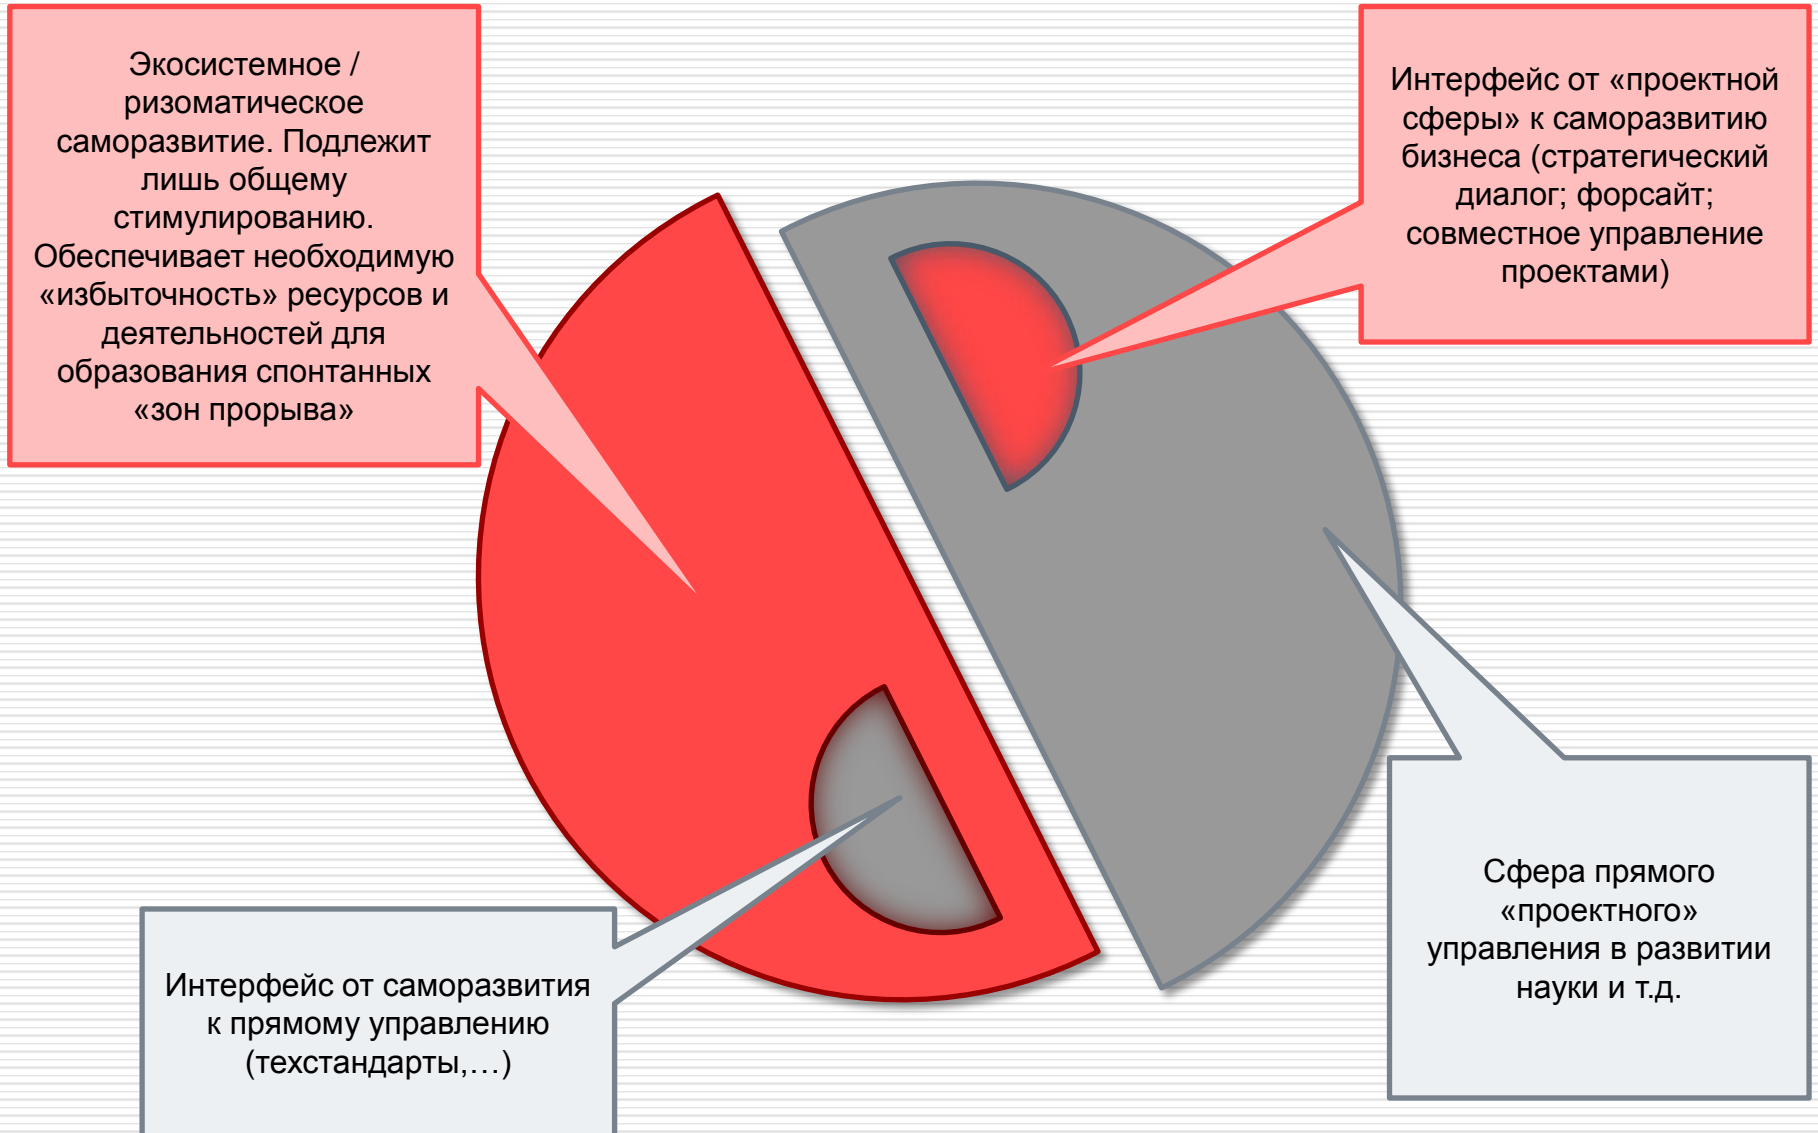 Экосистемное /
ризоматическое
саморазвитие. Подлежит
лишь общему
стимулированию.
Обеспечивает необходимую
«избыточность» ресурсов и
деятельностей для
образования спонтанных
«зон прорыва»
Интерфейс от «проектной
сферы» к саморазвитию
бизнеса (стратегический
диалог; форсайт;
совместное управление
проектами)
Интерфейс от саморазвития
к прямому управлению
(техстандарты,…)
Сфера прямого
«проектного»
управления в развитии
науки и т.д.